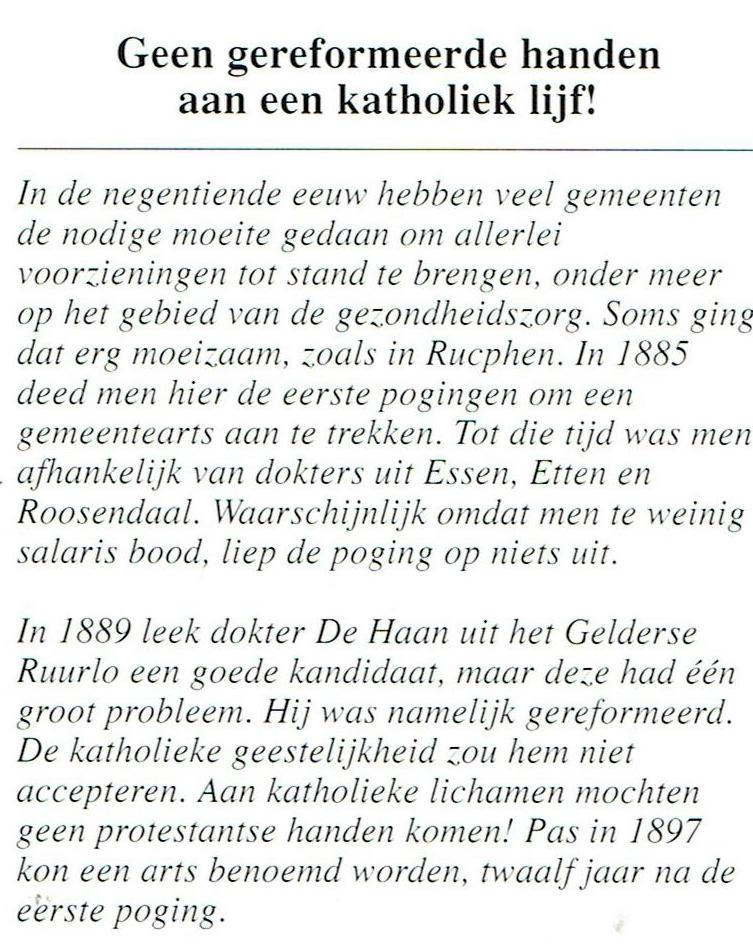 Geen gereformeerde handen
aan een katholiek lijf!
In de negentiende eeuw hebben veel gemeenten
de nodige moeite gedaan om allerlei
voorzieningen tot stand te brengen, onder meer
op het gebied van de gezondheidszorg. Soms ging
dat erg moeizaam, zoals in Rucphen. In 1885
deed men hier de eerste pogingen om een
gemeentearts aan te trekken. Tot die tijd was men
afhankelijk van dokters uit Essen, Etten en
Roosendaal. Waarschijnlijk omdat men te weinig
salaris bood, liep de poging op niets uit.
In 1889 leek dokter De Haan uit het Gelderse
Ruurlo een goede kandidaat, maar deze had één
groot probleem. Hij was namelijk gereformeerd.
De katholieke geestelijkheid zou hem niet
accepteren. Aan katholieke lichamen mochten
geen protestantse handen komen! Pas in 1897
kon een arts benoemd worden, twaalf jaar na de
eerste poging.